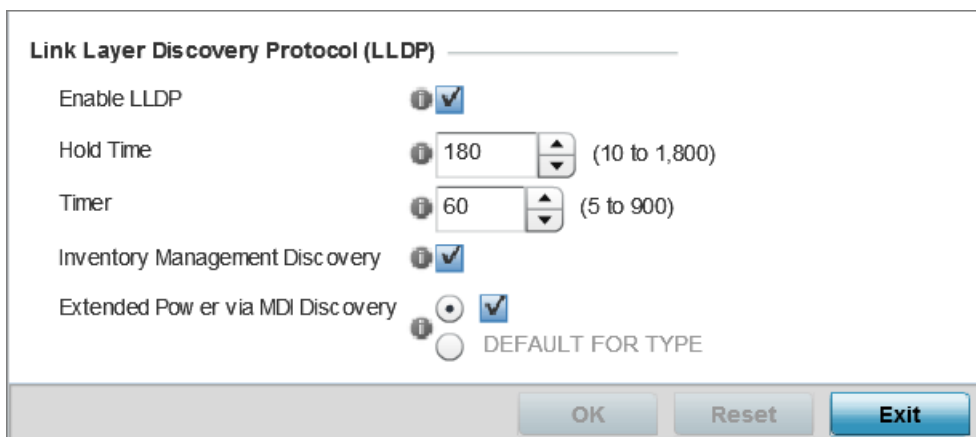 Link Layer Discovery Protocol (LLDP)
Enable LLDP
Hold Time 180 (10 to 1,800)
Timer 60 (5 to 900)
Inventory Management Discovery
Extended Pow er via MDI Discovery
DEFAULT FOR TYPE
OK Reset Exit